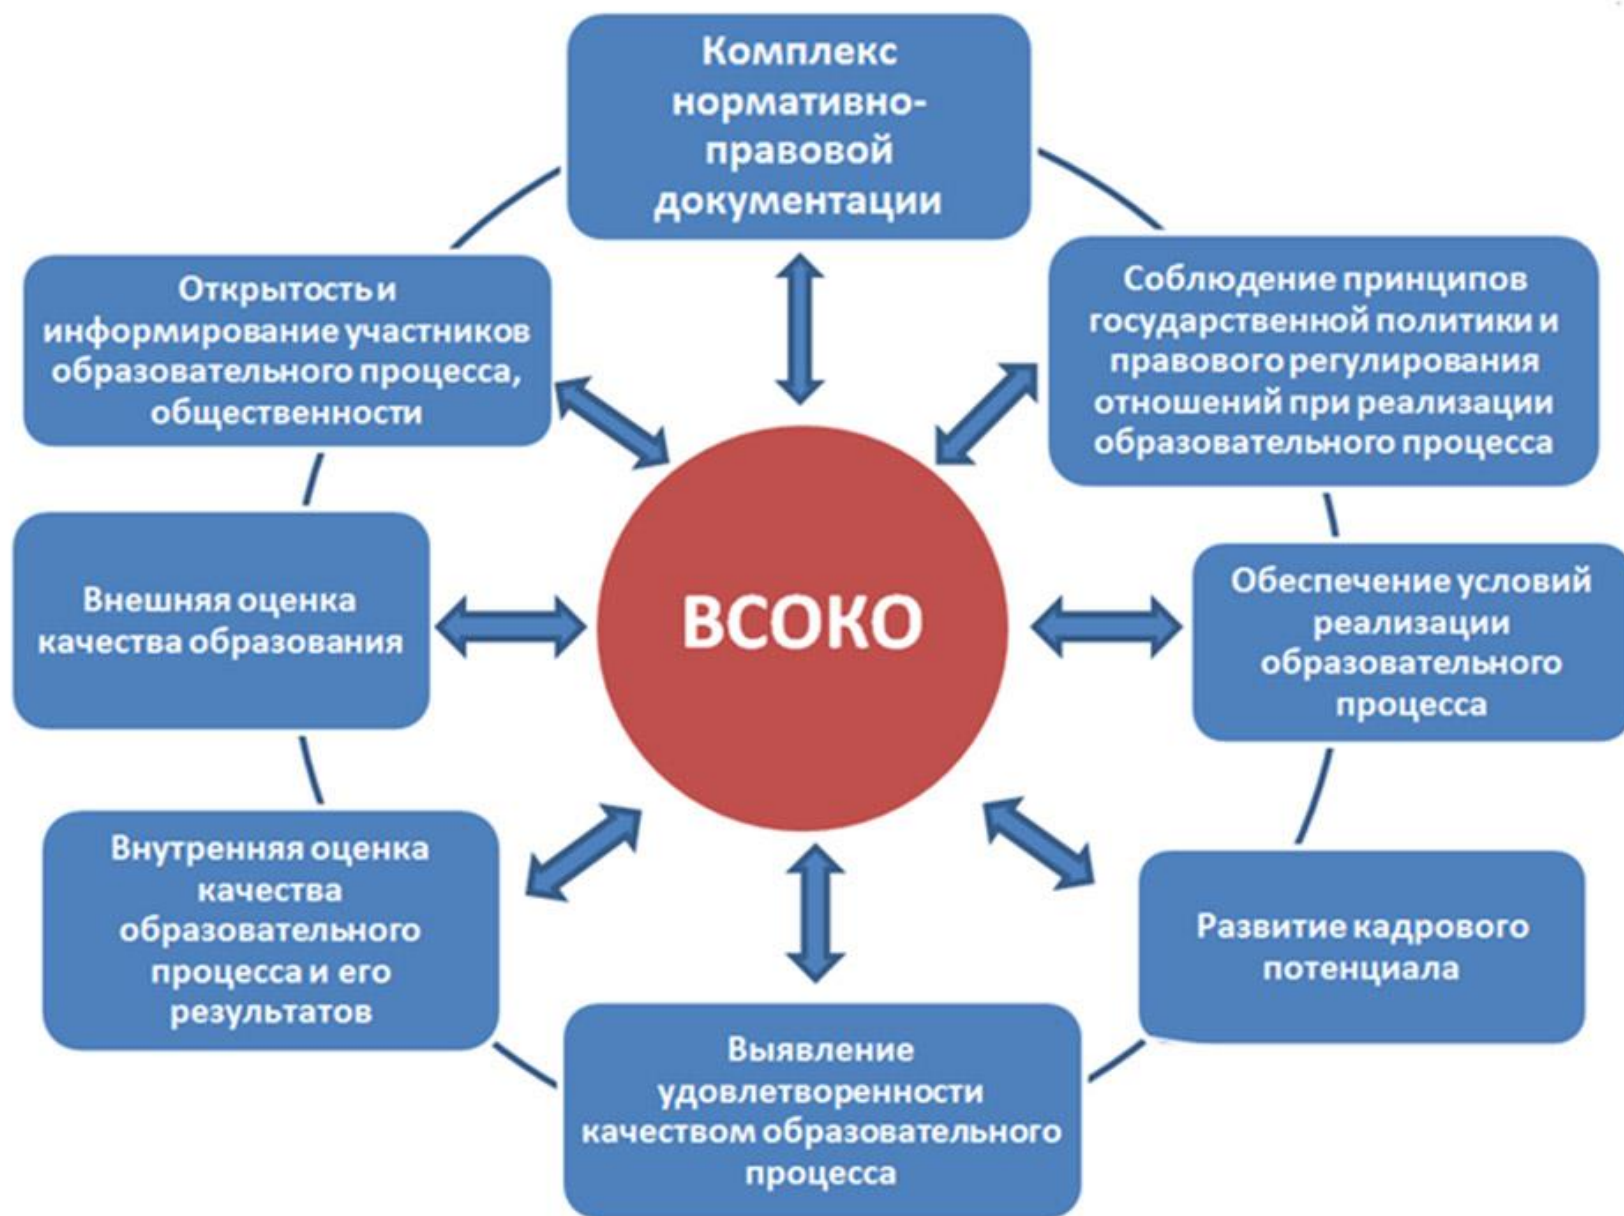 Комплекс
нормативно-
правовой
документации
Соблюдение принципов
государственной политики и
правового регулирования
отношений при реализации
образовательного процесса
Обеспечение условий
реализации
образовательного
процесса
Развитие кадрового
потенциала
Выявление
удовлетворенности
качеством образовательного
процесса
Внутренняя оценка
качества
образовательного
процесса и его
результатов
Внешняя оценка
качества образования
Открытость и
информирование участников
образовательного процесса,
общественности
ВСОКО